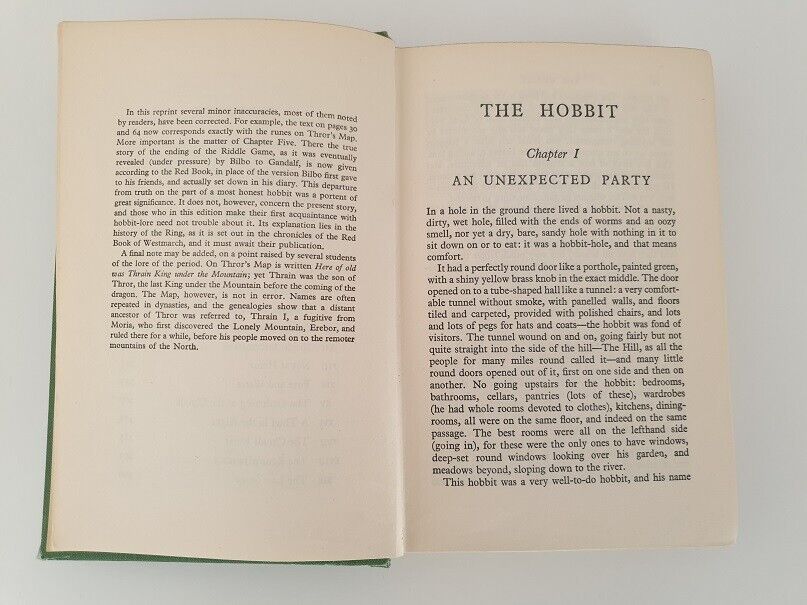 In this reprint several minor inaccuracies, most of them noted
by readers, have been corrected. For example, the text on pages 30
and 64 now corresponds exactly with the runes on Thror's Map.
More important is the matter of Chapter Five. There the true
story of the ending of the Riddle Game, as it was eventually
revealed (under pressure) by Bilbo to Gandalf, is now given
according to the Red Book, in place of the version Bilbo first gave
to his friends, and actually set down in his diary. This departure
from truth on the part of a most honest hobbit was a portent of
great significance. It does not, however, concern the present story,
and those who in this edition make their first acquaintance with
hobbit-lore need not trouble about it. Its explanation lies in the
history of the Ring, as it is set out in the chronicles of the Red
Book of Westmarch, and it must await their publication.
A final note may be added, on a point raised by several students
of the lore of the period. On Thror's Map is written Here of old
was Thrain King under the Mountain; yet Thrain was the son of
Thror, the last King under the Mountain before the coming of the
dragon. The Map, however, is not in error. Names are often
repeated in dynasties, and the genealogies show that a distant
ancestor of Thror was referred to, Thrain I, a fugitive from
Moria, who first discovered the Lonely Mountain, Erebor, and
ruled there for a while, before his people moved on to the remoter
mountains of the North.
THE HOBBIT
Chapter I
AN UNEXPECTED PARTY
In a hole in the ground there lived a hobbit. Not a nasty,
dirty, wet hole, filled with the ends of worms and an oozy
smell, nor yet a dry, bare, sandy hole with nothing in it to
sit down on or to eat: it was a hobbit-hole, and that means
comfort.
It had a perfectly round door like a porthole, painted green,
with a shiny yellow brass knob in the exact middle. The door
opened on to a tube-shaped hall like a tunnel: a very comfort-
able tunnel without smoke, with panelled walls, and floors
tiled and carpeted, provided with polished chairs, and lots
and lots of pegs for hats and coats—the hobbit was fond of
visitors. The tunnel wound on and on, going fairly but not
quite straight into the side of the hill—The Hill, as all the
people for many miles round called it—and many little
round doors opened out of it, first on one side and then on
another. No going upstairs for the hobbit: bedrooms,
bathrooms, cellars, pantries (lots of these), wardrobes
(he had whole rooms devoted to clothes), kitchens, dining-
rooms, all were on the same floor, and indeed on the same
passage. The best rooms were all on the lefthand side
(going in), for these were the only ones to have windows,
deep-set round windows looking over his garden, and
meadows beyond, sloping down to the river.
This hobbit was a very well-to-do hobbit, and his name